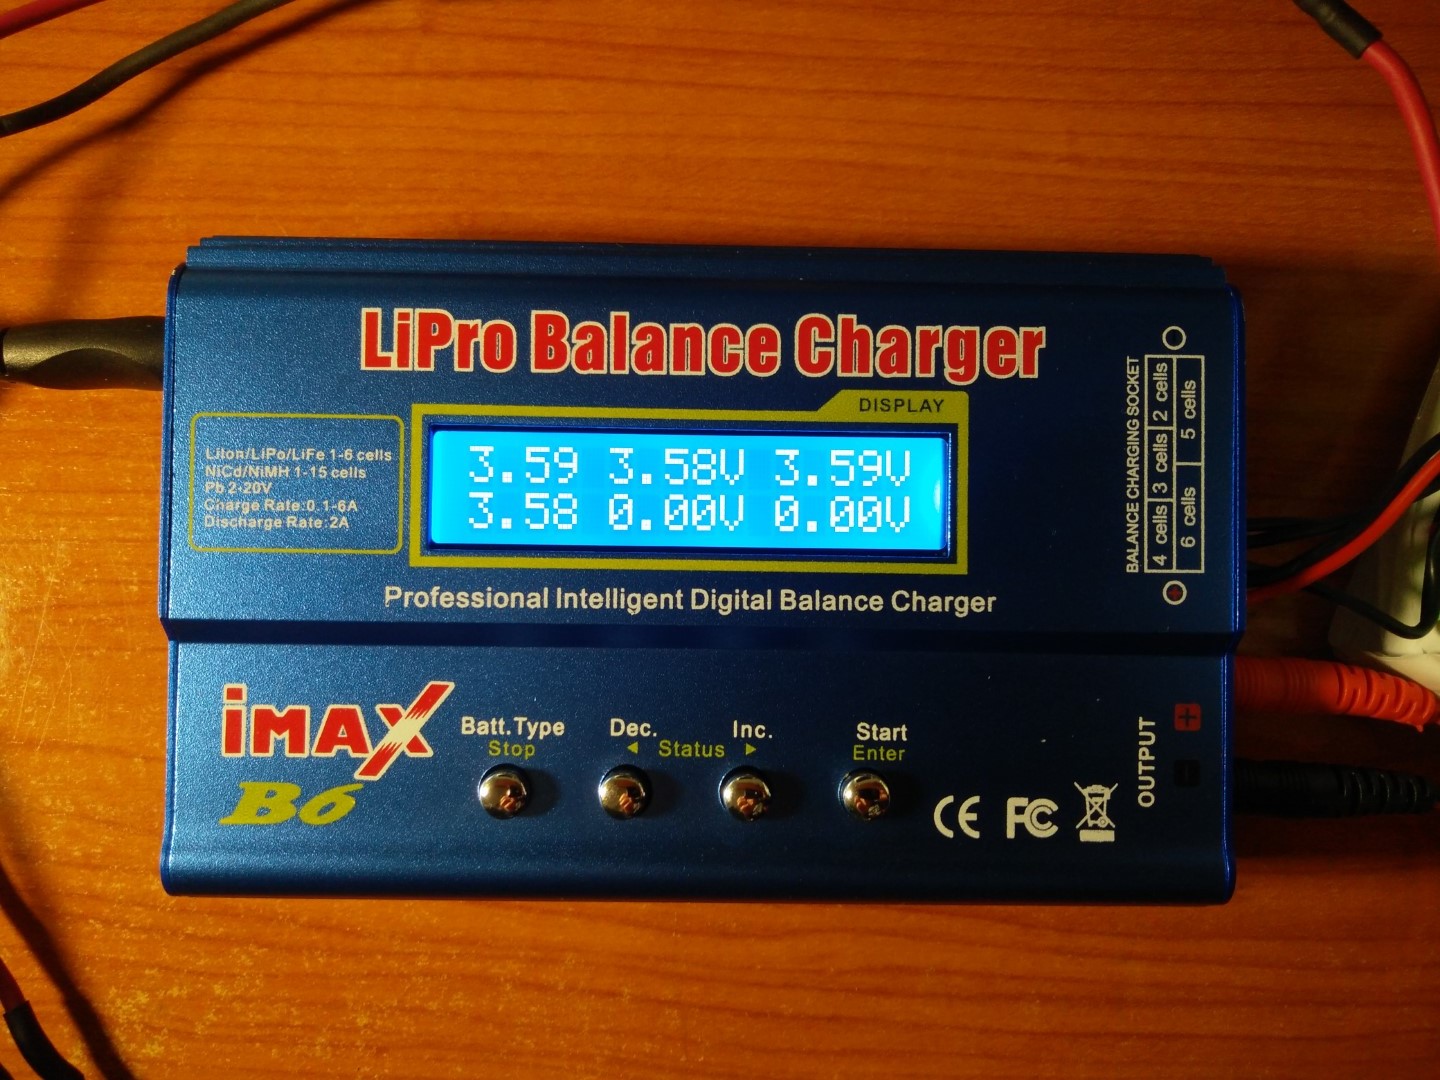 LiPro Balance Charger
DISPLAY
LiIon/LiPo/LiFe 1-6 cells
NiCd/NiMH 1-15 cells
Pb 2-20V
Charge Rate:0.1-6A
Discharge Rate:2A
3.59 3.58V 3.59V
3.58 0.00V 0.00V
Professional Intelligent Digital Balance Charger
BALANCE CHARGING SOCKET
4 cells 3 cells 2 cells
6 cells 5 cells
iMAX
B6
Batt.Type Dec. Inc. Start
Stop ◄ Status ► Enter
CE FC
OUTPUT
+
-